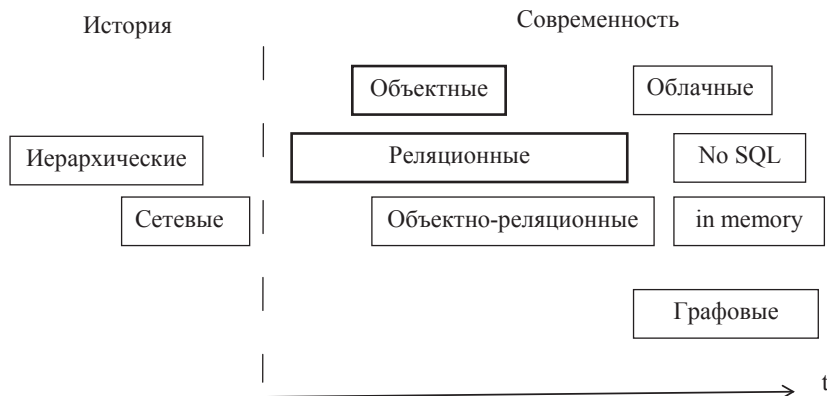 История
Современность
Объектные
Облачные
Иерархические
Реляционные
No SQL
Сетевые
Объектно-реляционные
in memory
Графовые
t